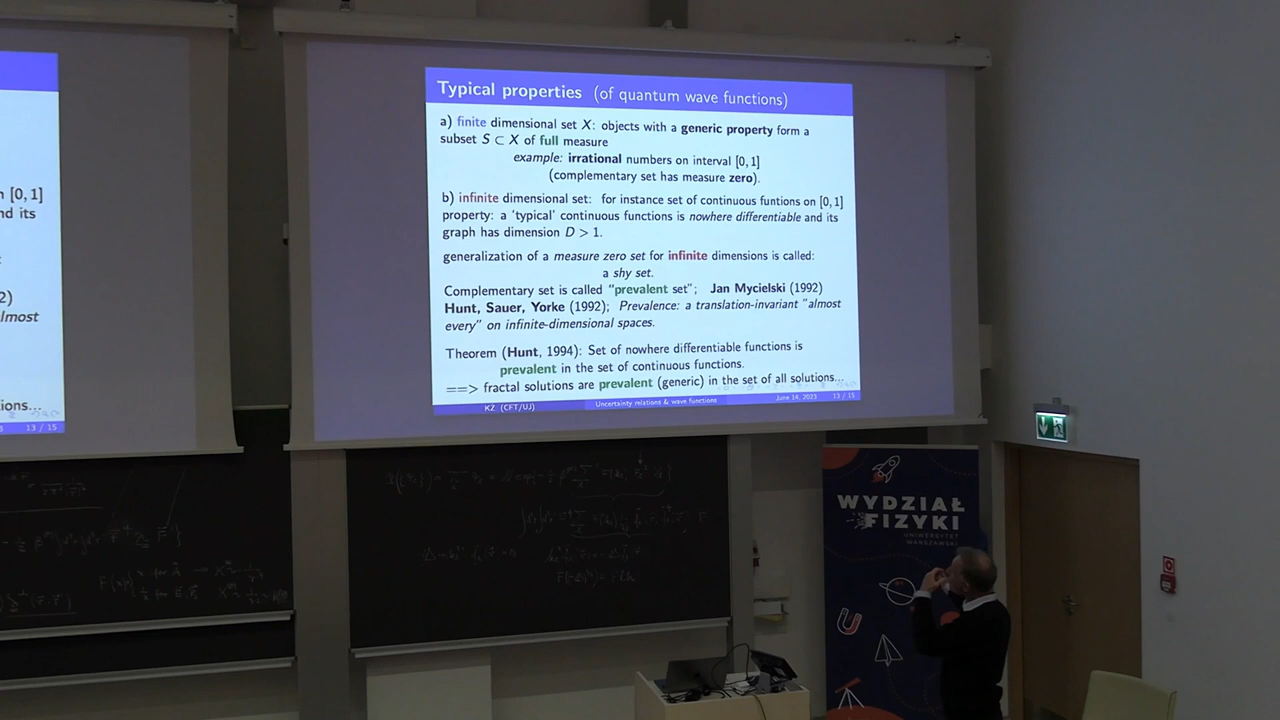 n [0,1]
nd its
2)
lmost
ions...
3 13 / 15
Typical properties (of quantum wave functions)
a) finite dimensional set X: objects with a generic property form a
subset S ⊂ X of full measure
example: irrational numbers on interval [0,1]
(complementary set has measure zero).
b) infinite dimensional set: for instance set of continuous funtions on [0,1]
property: a 'typical' continuous functions is nowhere differentiable and its
graph has dimension D > 1.
generalization of a measure zero set for infinite dimensions is called:
a shy set.
Complementary set is called "prevalent set"; Jan Mycielski (1992)
Hunt, Sauer, Yorke (1992); Prevalence: a translation-invariant "almost
every" on infinite-dimensional spaces.
Theorem (Hunt, 1994): Set of nowhere differentiable functions is
prevalent in the set of continuous functions.
==> fractal solutions are prevalent (generic) in the set of all solutions...
KZ (CFT/UJ) Uncertainty relations & wave functions June 14, 2023 13 / 15
WYDZIAŁ
FIZYKI
UNIWERSYTET
WARSZAWSKI